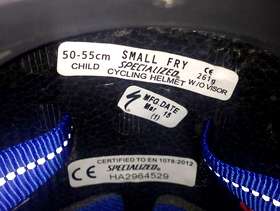 50-55cm SMALL FRY CE
CHILD SPECIALIZED 261g
CYCLING HELMET W/O VISOR
MFG.DATE
Mar 15
(1)
CE CERTIFIED TO EN 1078:2012
SPECIALIZED
HA2964529